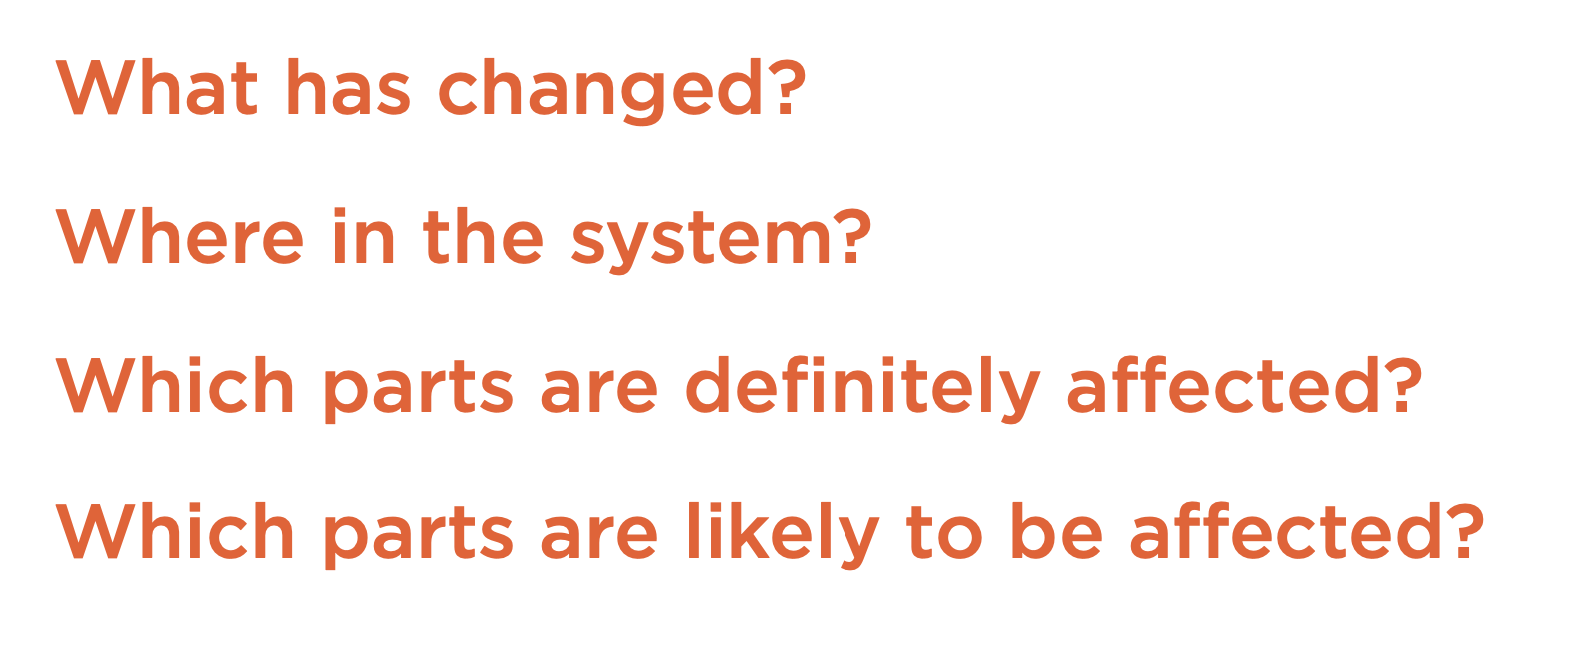 What has changed?
Where in the system?
Which parts are definitely affected?
Which parts are likely to be affected?